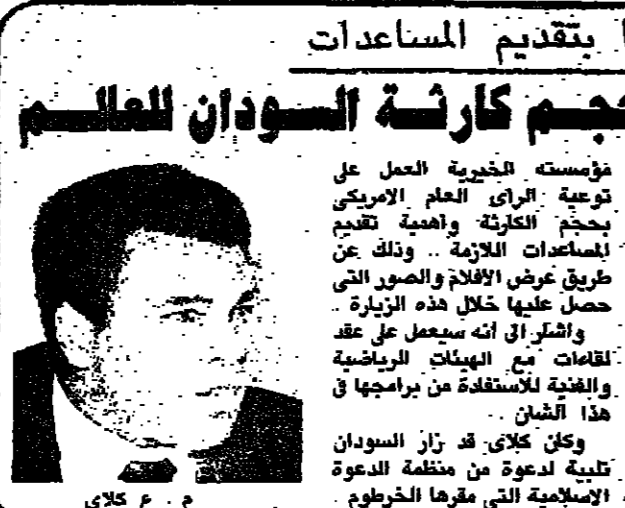 بتقديم المساعدات
حجم كارثة السودان للعالم
مؤسسته الخيرية العمل على
توعية الراى العام الامريكى
بحجم الكارثة واهمية تقديم
المساعدات اللازمة .. وذلك عن
طريق عرض الافلام والصور التى
حصل عليها خلال هذه الزيارة ..
واشار الى أنه سيعمل على عقد
لقاءات مع الهيئات الرياضية
والفنية للاستفادة من برامجها في
هذا الشان ..
وكان كلاى قد زار السودان
تلبية لدعوة من منظمة الدعوة
الاسلامية التى مقرها الخرطوم .
م . ع كلاى